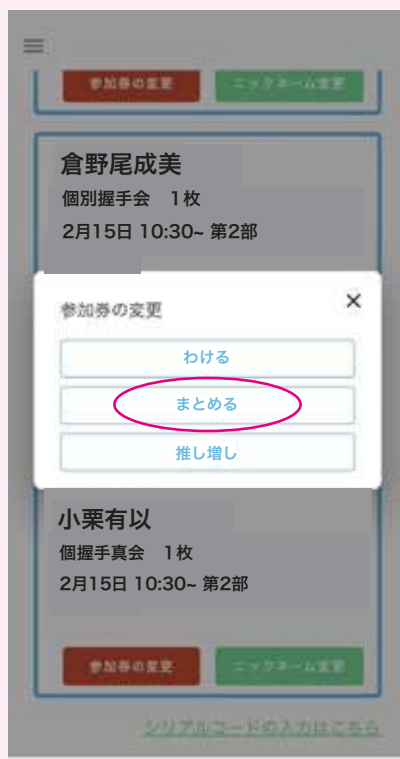 参加券の変更 ニックネーム変更
倉野尾成美
個別握手会 1枚
2月15日 10:30~ 第2部
参加券の変更 ×
わける
まとめる
推し増し
小栗有以
個握手真会 1枚
2月15日 10:30~ 第2部
参加券の変更 ニックネーム変更
シリアルコードの入力はこちら